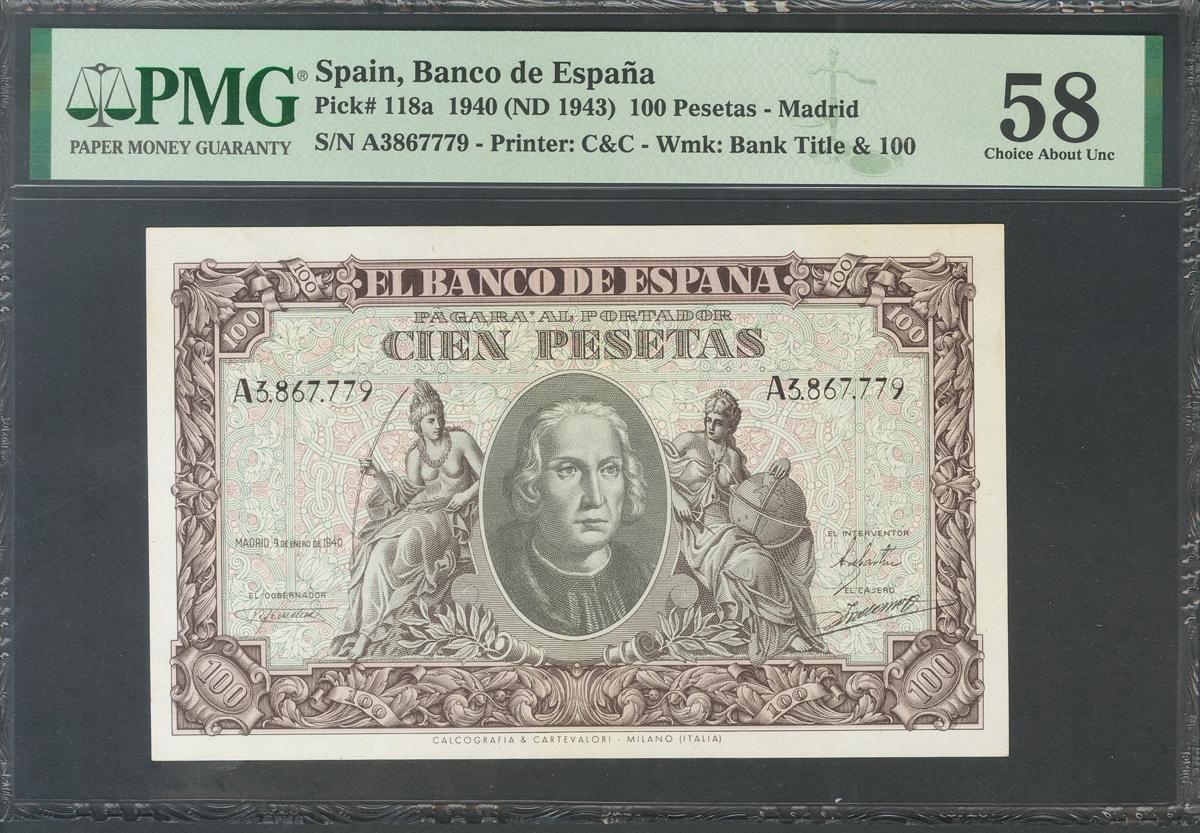 PMG®
PAPER MONEY GUARANTY
Spain, Banco de España
Pick# 118a 1940 (ND 1943) 100 Pesetas - Madrid
S/N A3867779 - Printer: C&C - Wmk: Bank Title & 100
58
Choice About Unc
100 EL BANCO DE ESPAÑA 100
100 PAGARA' AL PORTADOR 100
CIEN PESETAS
A3.867.779 A3.867.779
MADRID, 9 DE ENERO DE 1940
EL INTERVENTOR
EL GOBERNADOR
EL CAJERO
100 100 100 100
CALCOGRAFIA & CARTEVALORI - MILANO (ITALIA)